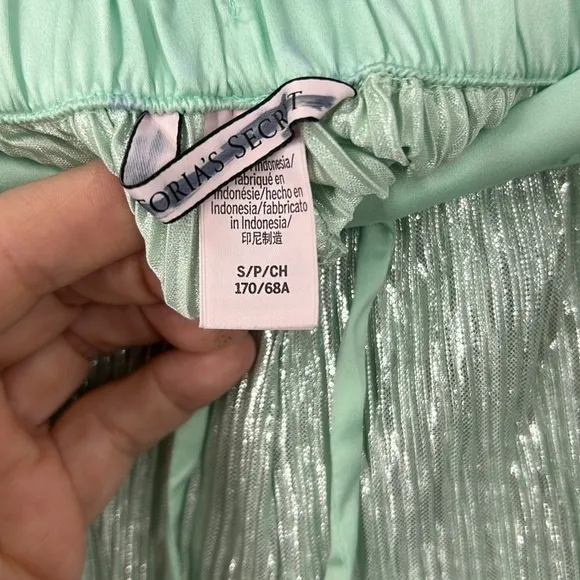 TORIA'S SECRET
Indonesia/
fabriqué en
Indonésie/hecho en
Indonesia/fabbricato
in Indonesia/
印尼制造
S/P/CH
170/68A